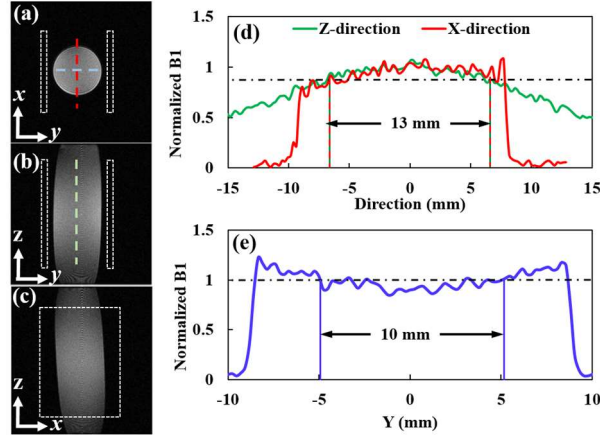 (a)
x
y
(b)
z
y
(c)
z
x
(d)
Z-direction
X-direction
Normalized B1
1.5
1
0.5
0
13 mm
-15
-10
-5
0
5
10
15
Direction (mm)
(e)
Normalized B1
1.5
1
0.5
0
10 mm
-10
-5
0
5
10
Y (mm)